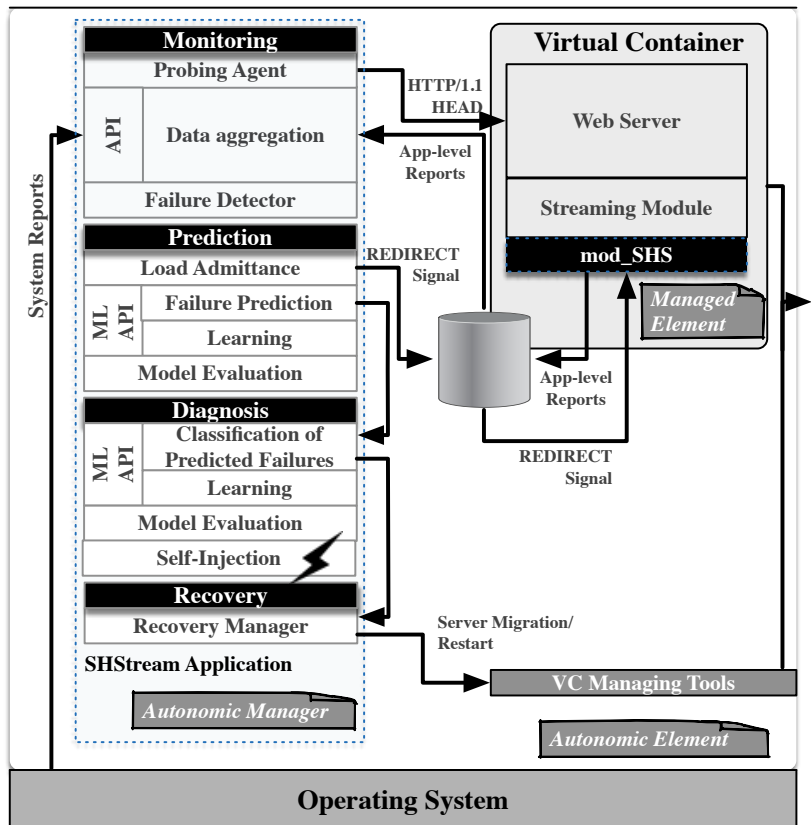 Monitoring
Probing Agent
API
Data aggregation
Failure Detector
Prediction
Load Admittance
ML
API
Failure Prediction
Learning
Model Evaluation
Diagnosis
ML
API
Classification of
Predicted Failures
Learning
Model Evaluation
Self-Injection
Recovery
Recovery Manager
SHStream Application
Autonomic Manager
System Reports
HTTP/1.1
HEAD
App-level
Reports
REDIRECT
Signal
Virtual Container
Web Server
Streaming Module
mod_SHS
Managed
Element
App-level
Reports
REDIRECT
Signal
Server Migration/
Restart
VC Managing Tools
Autonomic Element
Operating System